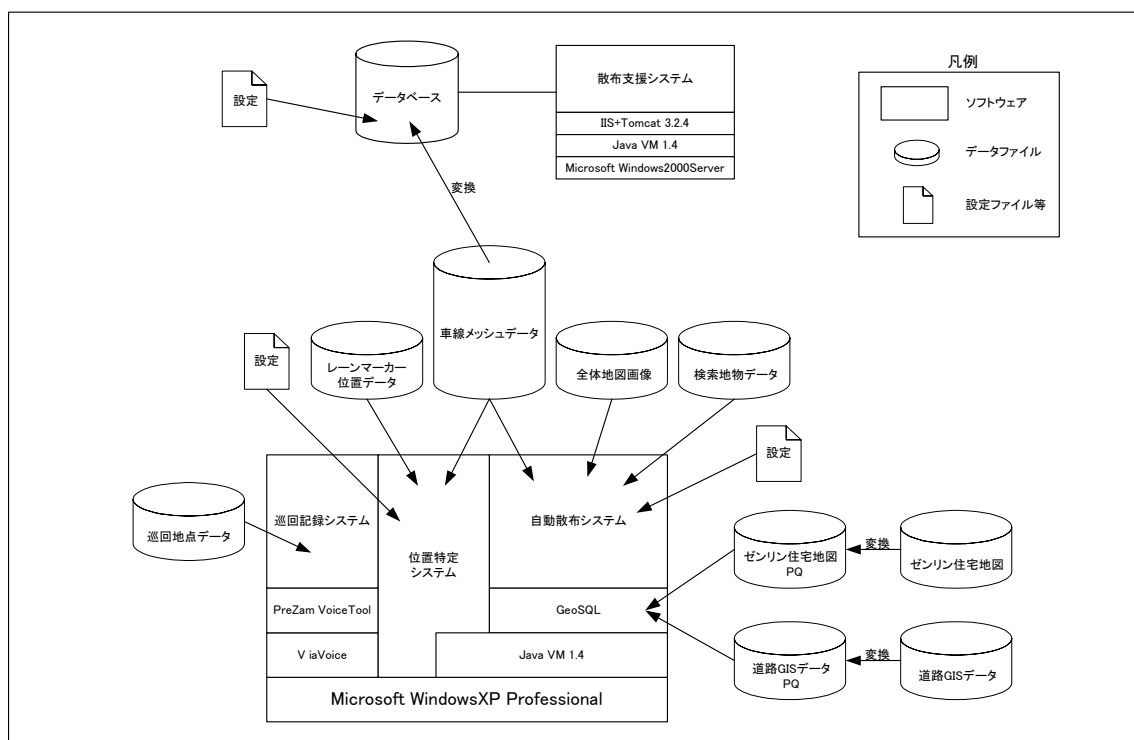 凡例
ソフトウェア
データファイル
設定ファイル等
設定
データベース
散布支援システム
IIS+Tomcat 3.2.4
Java VM 1.4
Microsoft Windows2000Server
変換
車線メッシュデータ
設定
レーンマーカー
位置データ
全体地図画像
検索地物データ
設定
巡回地点データ
巡回記録システム
位置特定
システム
自動散布システム
PreZam VoiceTool
GeoSQL
V iaVoice
Java VM 1.4
Microsoft WindowsXP Professional
ゼンリン住宅地図
PQ
変換
ゼンリン住宅地図
道路GISデータ
PQ
変換
道路GISデータ